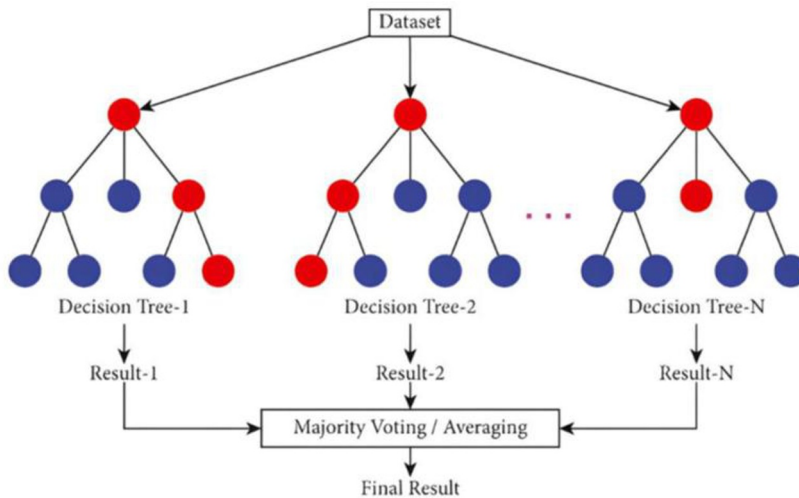 Dataset
Decision Tree-1
Decision Tree-2
Decision Tree-N
Result-1
Result-2
Result-N
Majority Voting / Averaging
Final Result